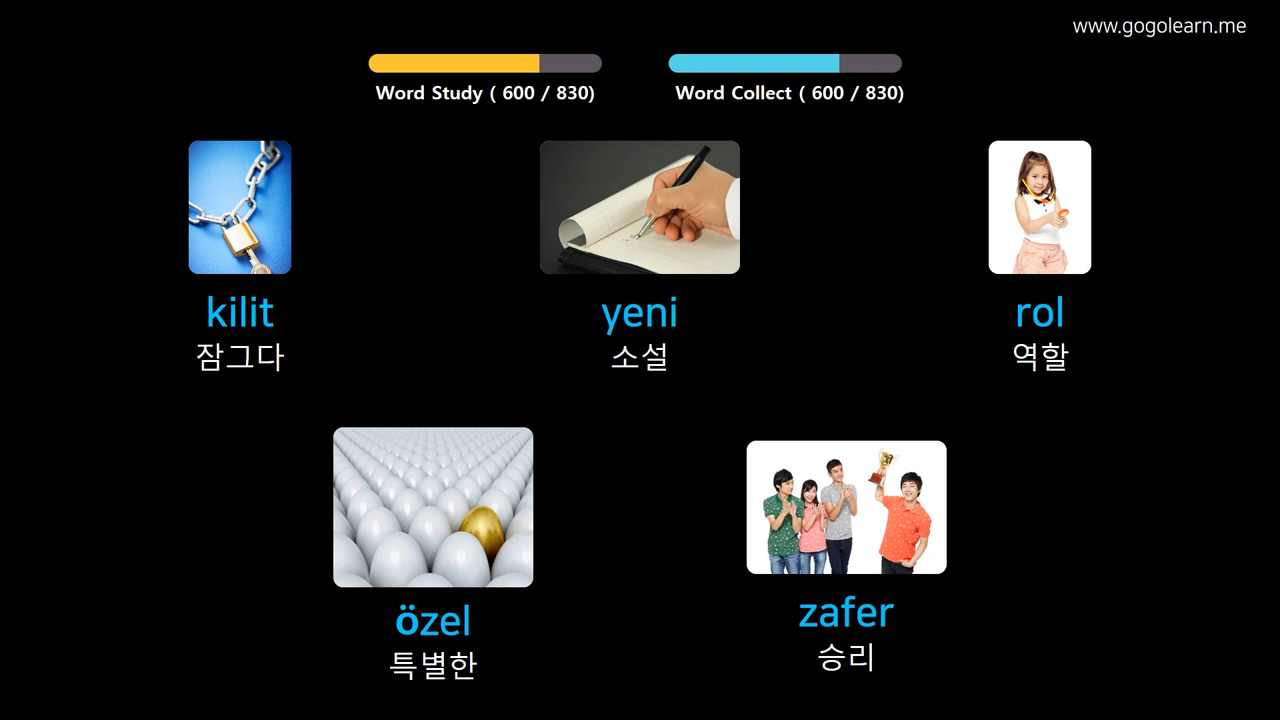 www.gogolearn.me
Word Study ( 600 / 830)
Word Collect ( 600 / 830)
kilit
잠그다
yeni
소설
rol
역할
özel
특별한
zafer
승리